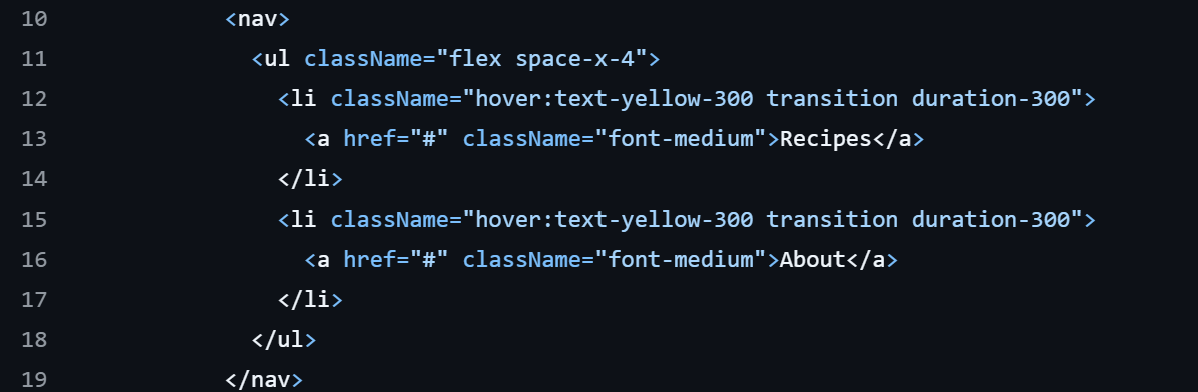 10 <nav>
11 <ul className="flex space-x-4">
12 <li className="hover:text-yellow-300 transition duration-300">
13 <a href="#" className="font-medium">Recipes</a>
14 </li>
15 <li className="hover:text-yellow-300 transition duration-300">
16 <a href="#" className="font-medium">About</a>
17 </li>
18 </ul>
19 </nav>